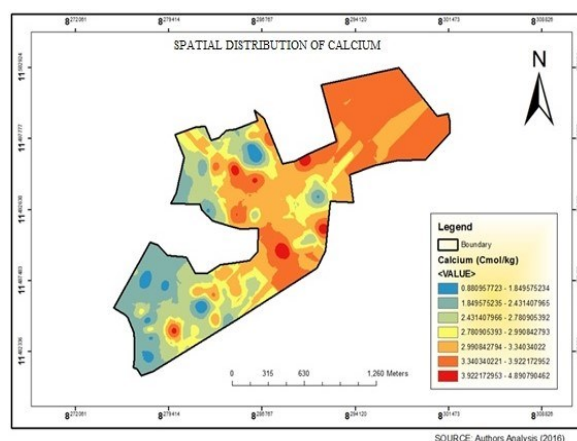 8 272081 8 279414 8 286767 8 294120 8 301473 8 308826
SPATIAL DISTRIBUTION OF CALCIUM
N
Legend
Boundary
Calcium (Cmol/kg)
<VALUE>
0.880957723 - 1.849575234
1.849575235 - 2.431407965
2.431407966 - 2.780905392
2.780905393 - 2.990842793
2.990842794 - 3.34034022
3.340340221 - 3.922172952
3.922172953 - 4.890790462
0 315 630 1,260 Meters
8 272081 8 279414 8 286767 8 294120 8 301473 8 308826
SOURCE: Authors Analysis (2016)